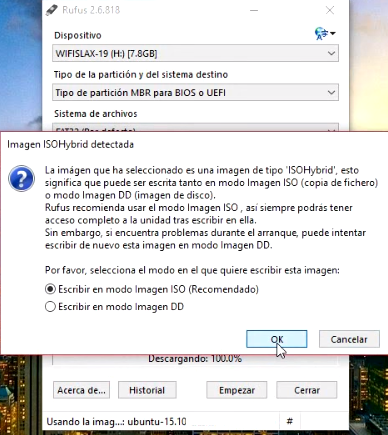 Rufus 2.6.818
Dispositivo
WIFISLAX-19 (H:) [7.8GB]
Tipo de la partición y del sistema destino
Tipo de partición MBR para BIOS o UEFI
Sistema de archivos
FAT32 (Por defecto)
Imagen ISOHybrid detectada
La imágen que ha seleccionado es una imagen de tipo 'ISOHybrid', esto
significa que puede ser escrita tanto en modo Imagen ISO (copia de fichero)
o modo Imagen DD (imagen de disco).
Rufus recomienda usar el modo Imagen ISO , así siempre podrás tener
acceso completo a la unidad tras escribir en ella.
Sin embargo, si encuentra problemas durante el arranque, puede intentar
escribir de nuevo esta imagen en modo Imagen DD.
Por favor, selecciona el modo en el que quiere escribir esta imagen:
Escribir en modo Imagen ISO (Recomendado)
Escribir en modo Imagen DD
OK
Cancelar
Descargando: 100.0%
Acerca de...
Historial
Empezar
Cerrar
Usando la imag...: ubuntu-15.10
#